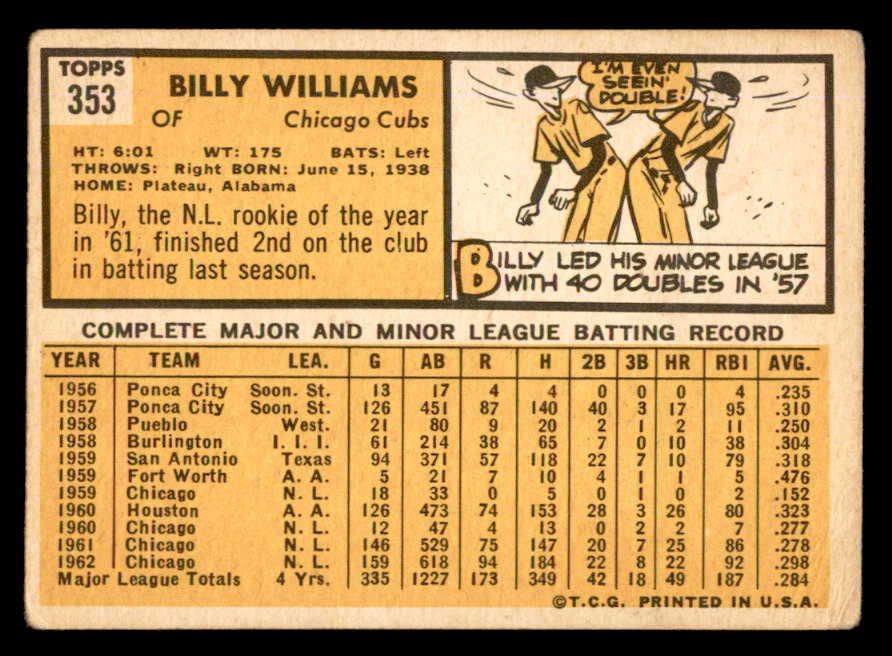 TOPPS
353
BILLY WILLIAMS
OF Chicago Cubs
HT: 6:01 WT: 175 BATS: Left
THROWS: Right BORN: June 15, 1938
HOME: Plateau, Alabama
Billy, the N.L. rookie of the year
in '61, finished 2nd on the club
in batting last season.
I'M EVEN
SEEIN'
DOUBLE!
BILLY LED HIS MINOR LEAGUE
WITH 40 DOUBLES IN '57
COMPLETE MAJOR AND MINOR LEAGUE BATTING RECORD
YEAR TEAM LEA. G AB R H 2B 3B HR RBI AVG.
1956 Ponca City Soon. St. 13 17 4 4 0 0 0 4 .235
1957 Ponca City Soon. St. 126 451 87 140 40 3 17 95 .310
1958 Pueblo West. 21 80 9 20 2 1 2 11 .250
1958 Burlington I. I. I. 61 214 38 65 7 0 10 38 .304
1959 San Antonio Texas 94 371 57 118 22 7 10 79 .318
1959 Fort Worth A. A. 5 21 7 10 4 1 1 5 .476
1959 Chicago N. L. 18 33 0 5 0 1 0 2 .152
1960 Houston A. A. 126 473 74 153 28 3 26 80 .323
1960 Chicago N. L. 12 47 4 13 0 2 2 7 .277
1961 Chicago N. L. 146 529 75 147 20 7 25 86 .278
1962 Chicago N. L. 159 618 94 184 22 8 22 92 .298
Major League Totals 4 Yrs. 335 1227 173 349 42 18 49 187 .284
©T.C.G. PRINTED IN U.S.A.